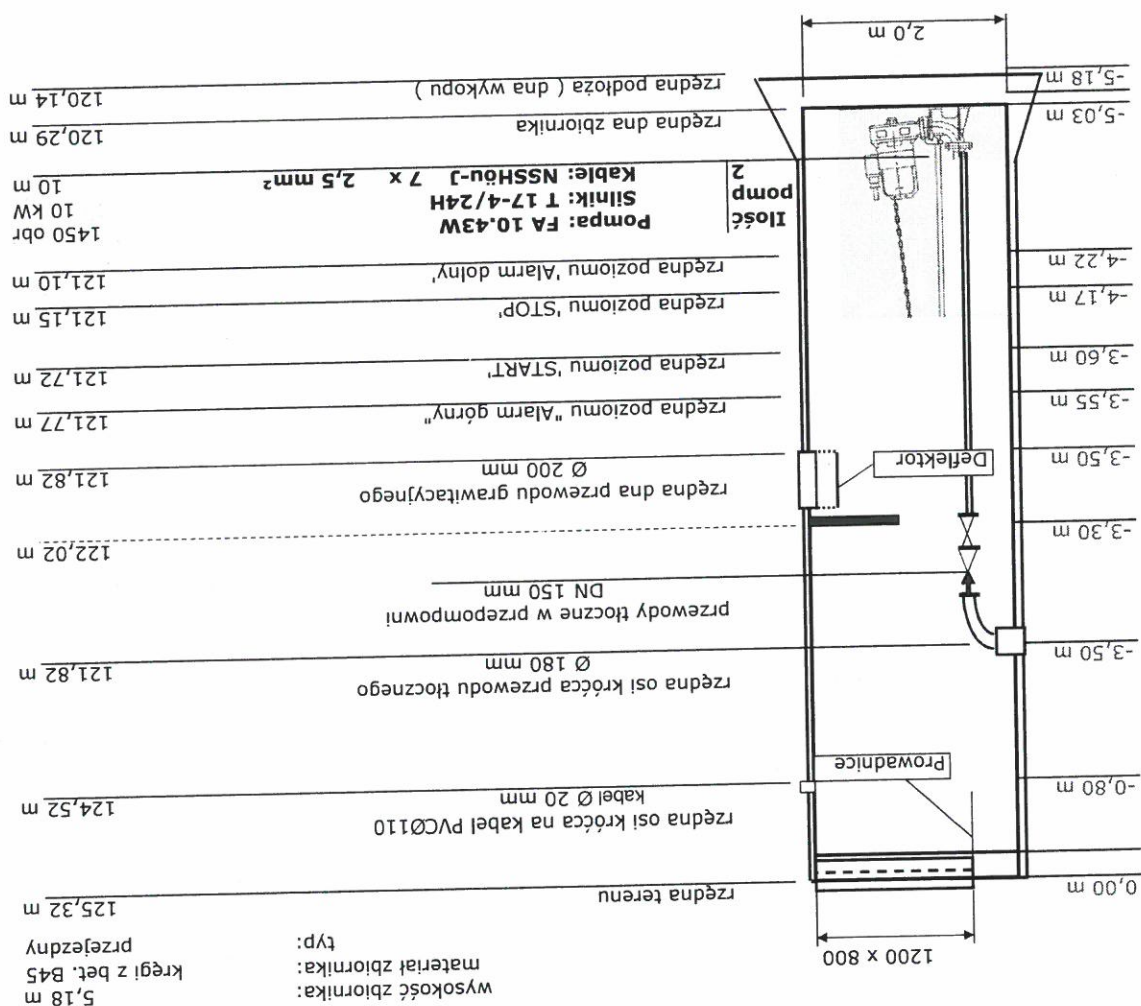 wysokość zbiornika: 5,18 m
materiał zbiornika: kręgi z bet. B45
typ: przejezdny
1200 x 800
0,00 m
rzędna terenu 125,32 m
Prowadnice
-0,80 m
rzędna osi króćca na kabel PVCØ110
kabel Ø 20 mm
124,52 m
-3,50 m
rzędna osi króćca przewodu tłocznego
Ø 180 mm
121,82 m
przewody tłoczne w przepompowni
DN 150 mm
-3,30 m
122,02 m
Deflektor
-3,50 m
rzędna dna przewodu grawitacyjnego
Ø 200 mm
121,82 m
-3,55 m
rzędna poziomu "Alarm górny" 121,77 m
-3,60 m
rzędna poziomu 'START' 121,72 m
-4,17 m
rzędna poziomu 'STOP' 121,15 m
-4,22 m
rzędna poziomu 'Alarm dolny' 121,10 m
Ilość pomp 2
Pompa: FA 10.43W 1450 obr
Silnik: T 17-4/24H 10 kW
Kable: NSSHöu-J 7 x 2,5 mm² 10 m
-5,03 m
rzędna dna zbiornika 120,29 m
-5,18 m
rzędna podłoża ( dna wykopu ) 120,14 m
2,0 m